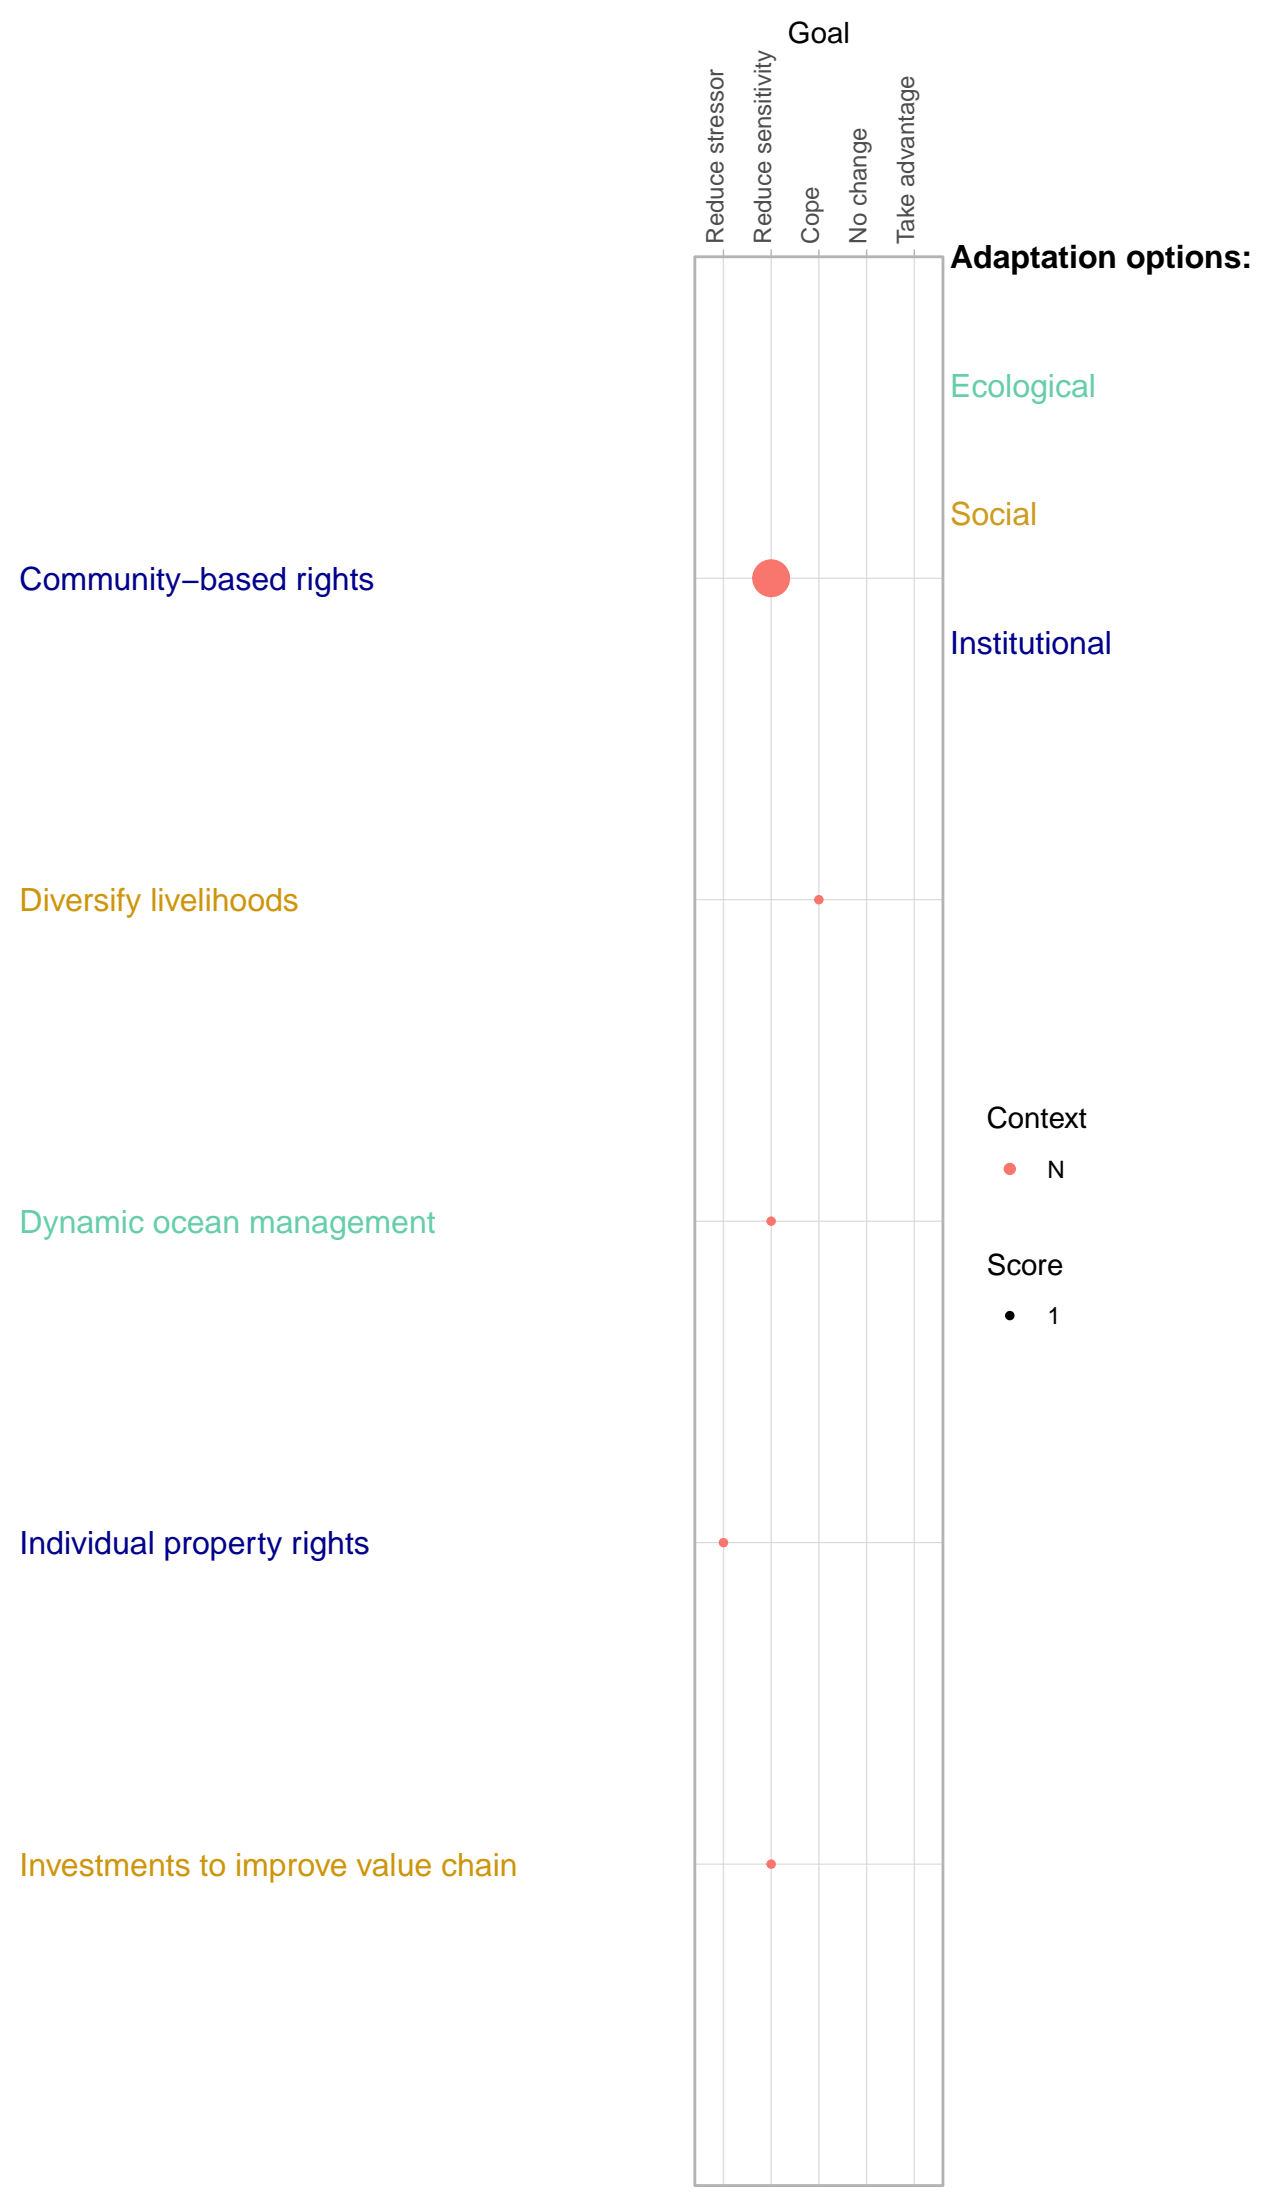 Goal
Reduce stressor
Reduce sensitivity
Cope
No change
Take advantage
Adaptation options:
Ecological
Social
Community–based rights
Institutional
Diversify livelihoods
Context
N
Dynamic ocean management
Score
1
Individual property rights
Investments to improve value chain